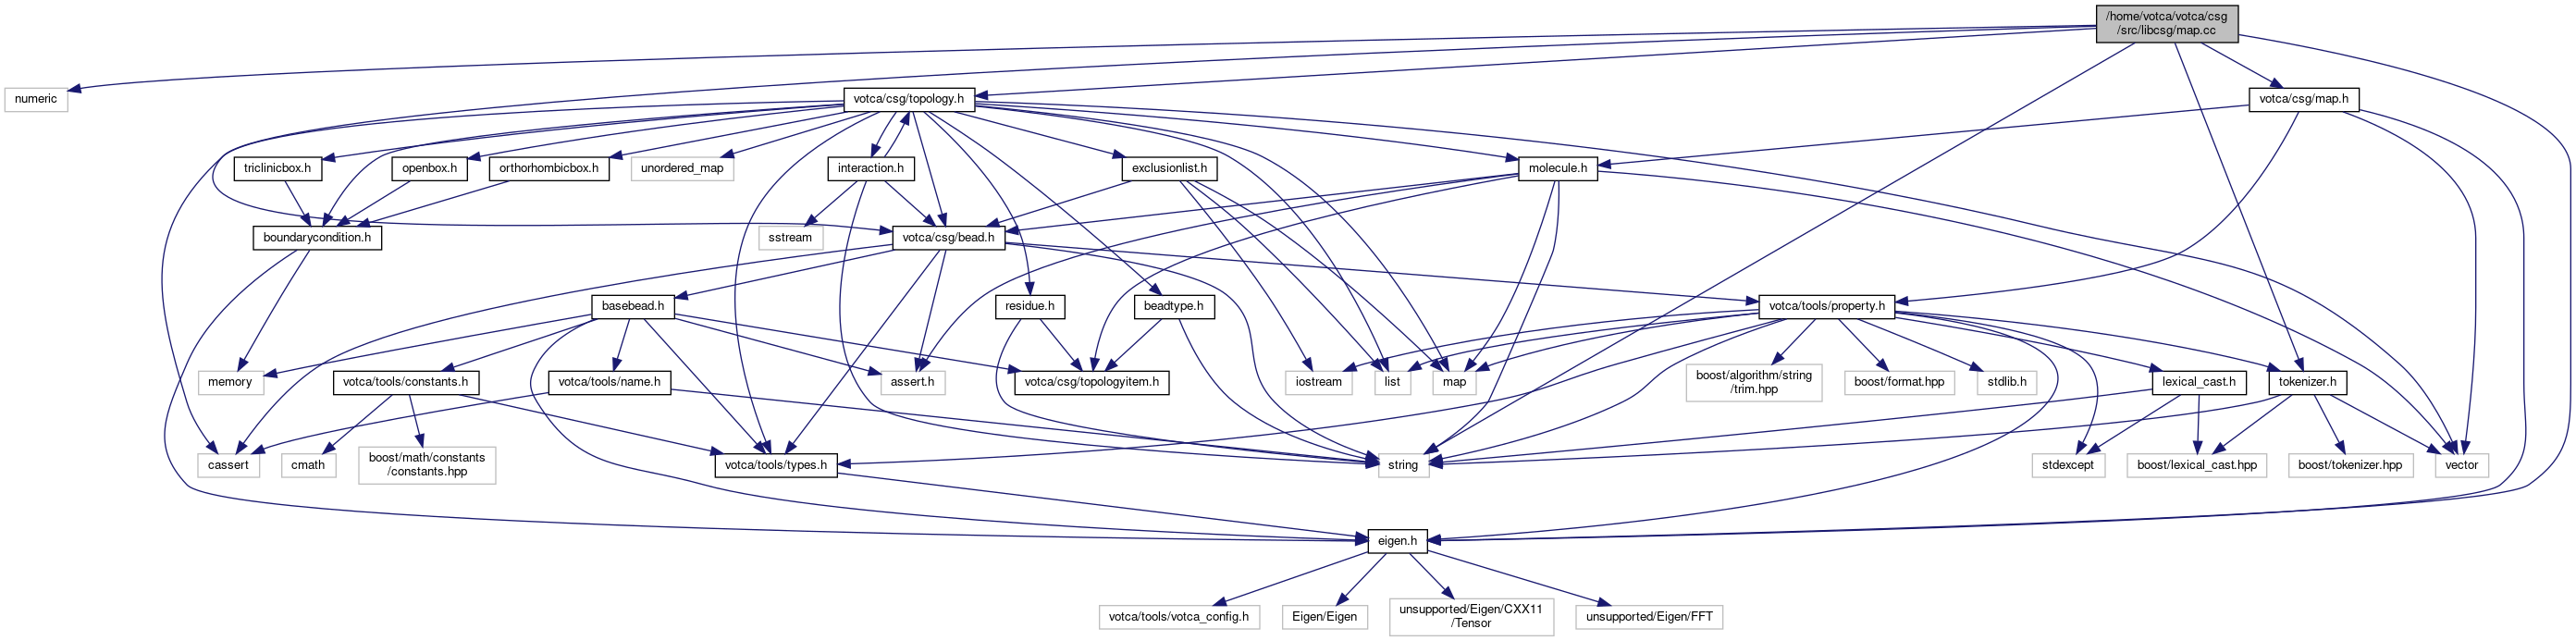 /home/votca/votca/csg
/src/libcsg/map.cc
numeric
votca/csg/topology.h
votca/csg/map.h
triclinicbox.h
openbox.h
orthorhombicbox.h
unordered_map
interaction.h
exclusionlist.h
molecule.h
boundarycondition.h
sstream
votca/csg/bead.h
basebead.h
residue.h
beadtype.h
votca/tools/property.h
memory
votca/tools/constants.h
votca/tools/name.h
assert.h
votca/csg/topologyitem.h
iostream
list
map
boost/algorithm/string
/trim.hpp
boost/format.hpp
stdlib.h
lexical_cast.h
tokenizer.h
cassert
cmath
boost/math/constants
/constants.hpp
votca/tools/types.h
string
stdexcept
boost/lexical_cast.hpp
boost/tokenizer.hpp
vector
eigen.h
votca/tools/votca_config.h
Eigen/Eigen
unsupported/Eigen/CXX11
/Tensor
unsupported/Eigen/FFT